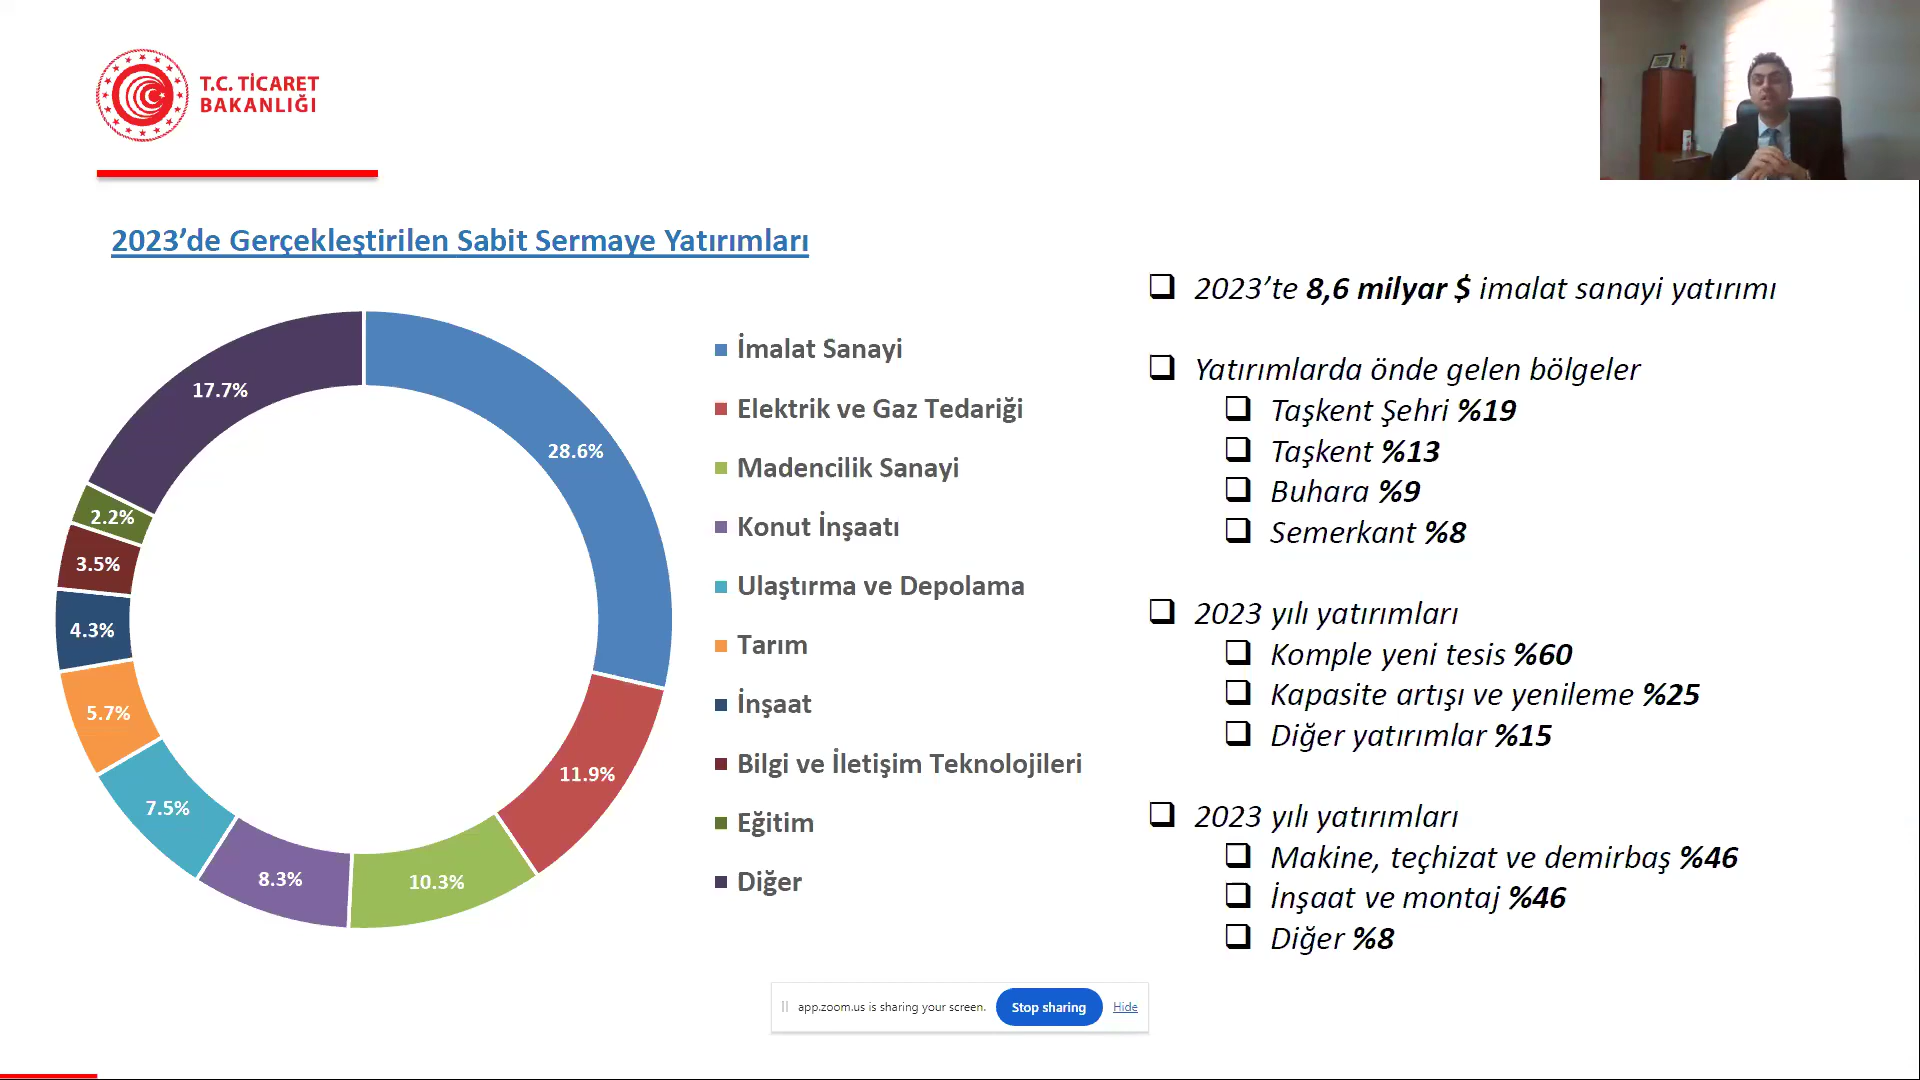 T.C. TİCARET
BAKANLIĞI
2023’de Gerçekleştirilen Sabit Sermaye Yatırımları
17.7%
28.6%
2.2%
3.5%
4.3%
5.7%
7.5%
8.3%
10.3%
11.9%
İmalat Sanayi
Elektrik ve Gaz Tedariği
Madencilik Sanayi
Konut İnşaatı
Ulaştırma ve Depolama
Tarım
İnşaat
Bilgi ve İletişim Teknolojileri
Eğitim
Diğer
2023’te 8,6 milyar $ imalat sanayi yatırımı
Yatırımlarda önde gelen bölgeler
Taşkent Şehri %19
Taşkent %13
Buhara %9
Semerkant %8
2023 yılı yatırımları
Komple yeni tesis %60
Kapasite artışı ve yenileme %25
Diğer yatırımlar %15
2023 yılı yatırımları
Makine, teçhizat ve demirbaş %46
İnşaat ve montaj %46
Diğer %8
app.zoom.us is sharing your screen.
Stop sharing
Hide